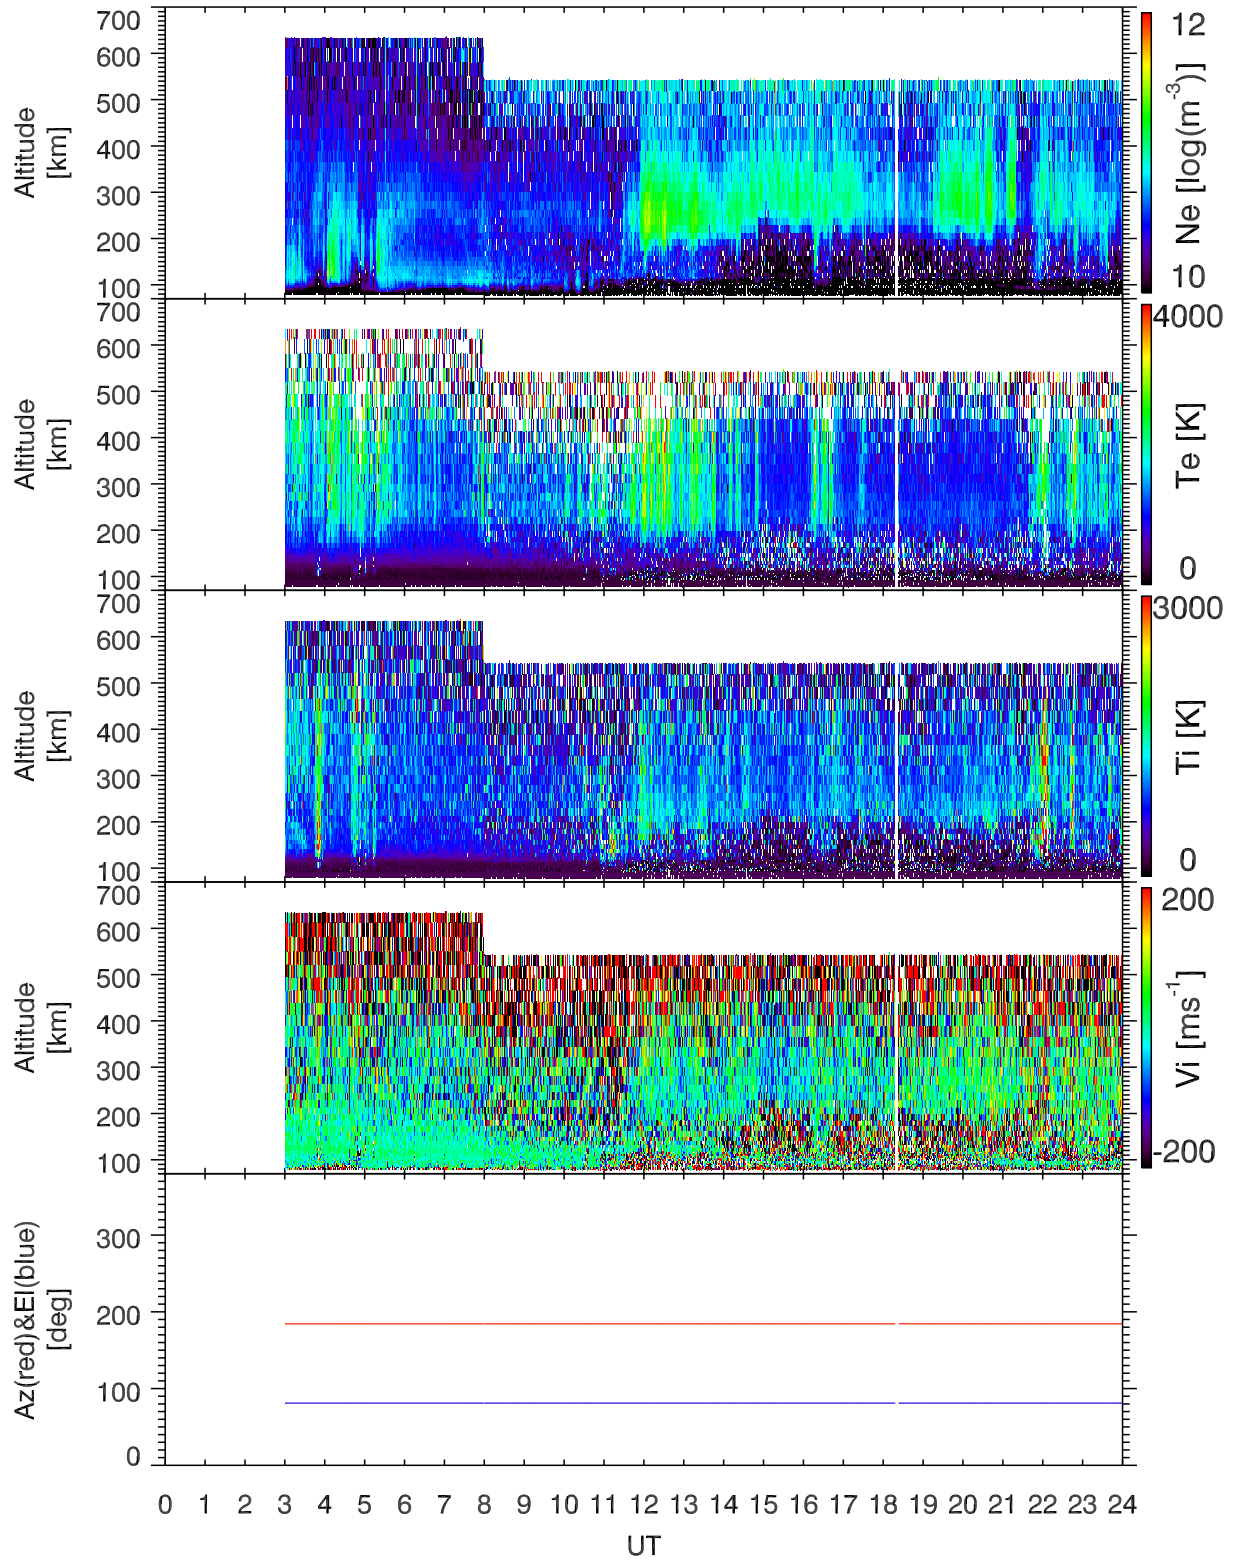 700
600
500
400
300
200
100
Altitude
[km]
12
Ne [log(m⁻³)]
10
700
600
500
400
300
200
100
Altitude
[km]
4000
Te [K]
0
700
600
500
400
300
200
100
Altitude
[km]
3000
Ti [K]
0
700
600
500
400
300
200
100
Altitude
[km]
200
Vi [ms⁻¹]
-200
300
200
100
0
Az(red)&El(blue)
[deg]
0 1 2 3 4 5 6 7 8 9 10 11 12 13 14 15 16 17 18 19 20 21 22 23 24
UT